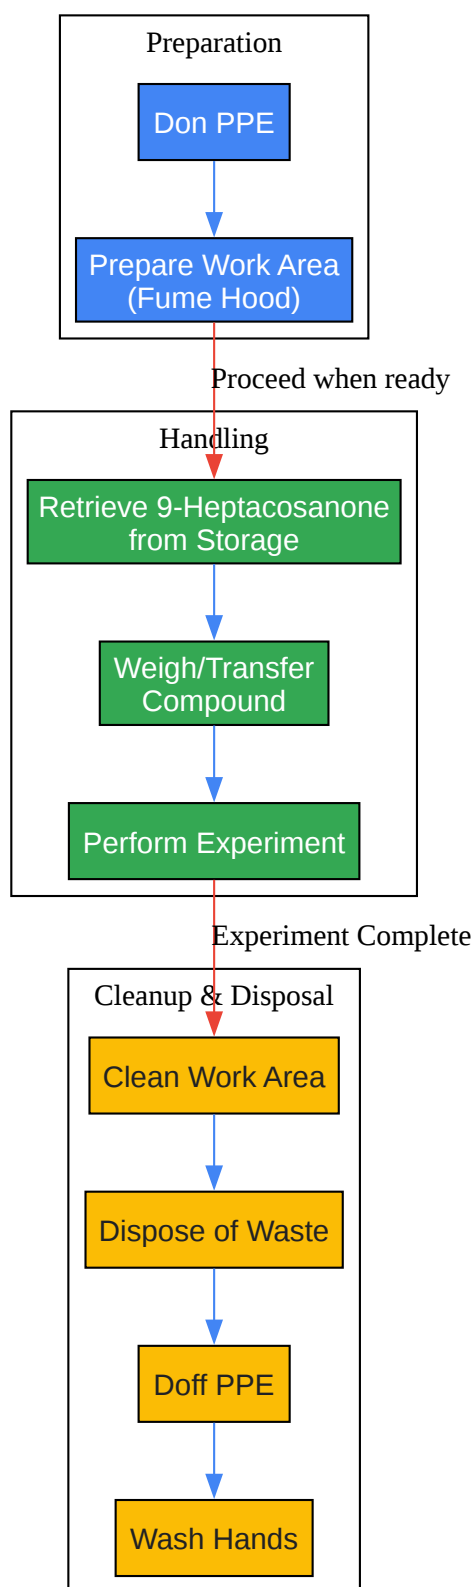 Preparation
Don PPE
Prepare Work Area
(Fume Hood)
Proceed when ready
Handling
Retrieve 9-Heptacosanone
from Storage
Weigh/Transfer
Compound
Perform Experiment
Experiment Complete
Cleanup & Disposal
Clean Work Area
Dispose of Waste
Doff PPE
Wash Hands